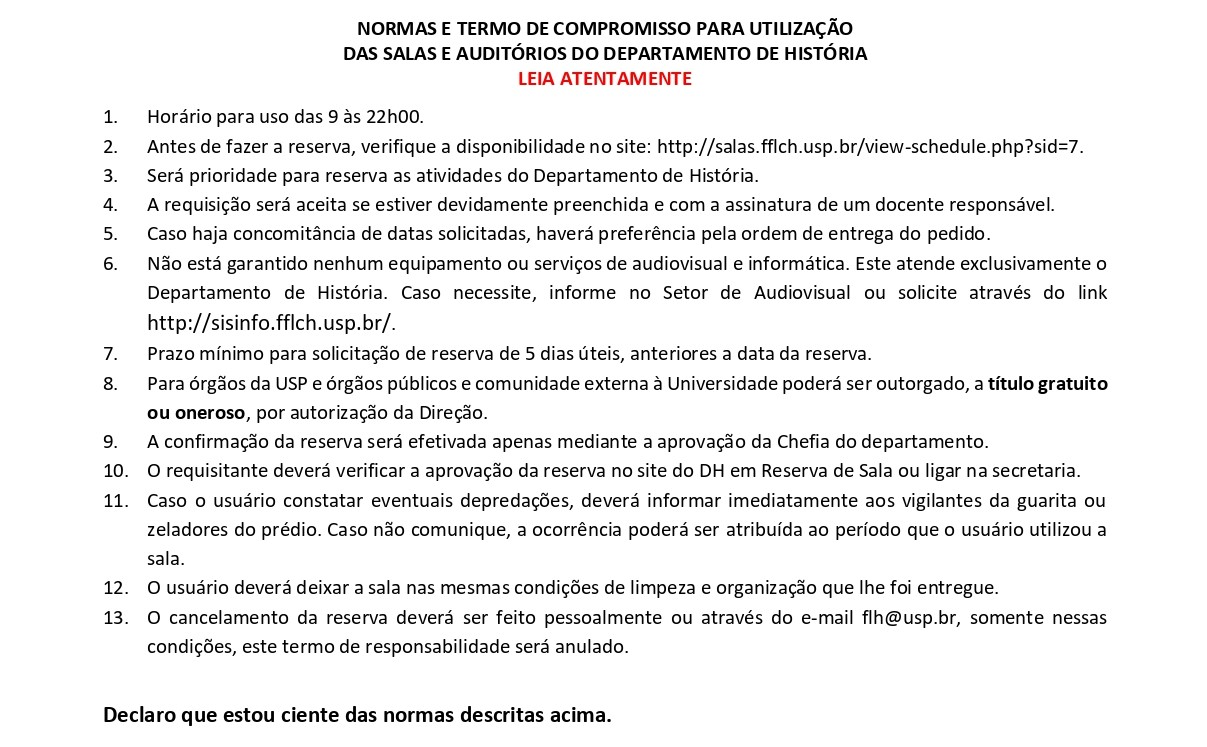 NORMAS E TERMO DE COMPROMISSO PARA UTILIZAÇÃO
DAS SALAS E AUDITÓRIOS DO DEPARTAMENTO DE HISTÓRIA
LEIA ATENTAMENTE
1. Horário para uso das 9 às 22h00.
2. Antes de fazer a reserva, verifique a disponibilidade no site: http://salas.fflch.usp.br/view-schedule.php?sid=7.
3. Será prioridade para reserva as atividades do Departamento de História.
4. A requisição será aceita se estiver devidamente preenchida e com a assinatura de um docente responsável.
5. Caso haja concomitância de datas solicitadas, haverá preferência pela ordem de entrega do pedido.
6. Não está garantido nenhum equipamento ou serviços de audiovisual e informática. Este atende exclusivamente o
Departamento de História. Caso necessite, informe no Setor de Audiovisual ou solicite através do link
http://sisinfo.fflch.usp.br/.
7. Prazo mínimo para solicitação de reserva de 5 dias úteis, anteriores a data da reserva.
8. Para órgãos da USP e órgãos públicos e comunidade externa à Universidade poderá ser outorgado, a título gratuito
ou oneroso, por autorização da Direção.
9. A confirmação da reserva será efetivada apenas mediante a aprovação da Chefia do departamento.
10. O requisitante deverá verificar a aprovação da reserva no site do DH em Reserva de Sala ou ligar na secretaria.
11. Caso o usuário constatar eventuais depredações, deverá informar imediatamente aos vigilantes da guarita ou
zeladores do prédio. Caso não comunique, a ocorrência poderá ser atribuída ao período que o usuário utilizou a
sala.
12. O usuário deverá deixar a sala nas mesmas condições de limpeza e organização que lhe foi entregue.
13. O cancelamento da reserva deverá ser feito pessoalmente ou através do e-mail flh@usp.br, somente nessas
condições, este termo de responsabilidade será anulado.
Declaro que estou ciente das normas descritas acima.